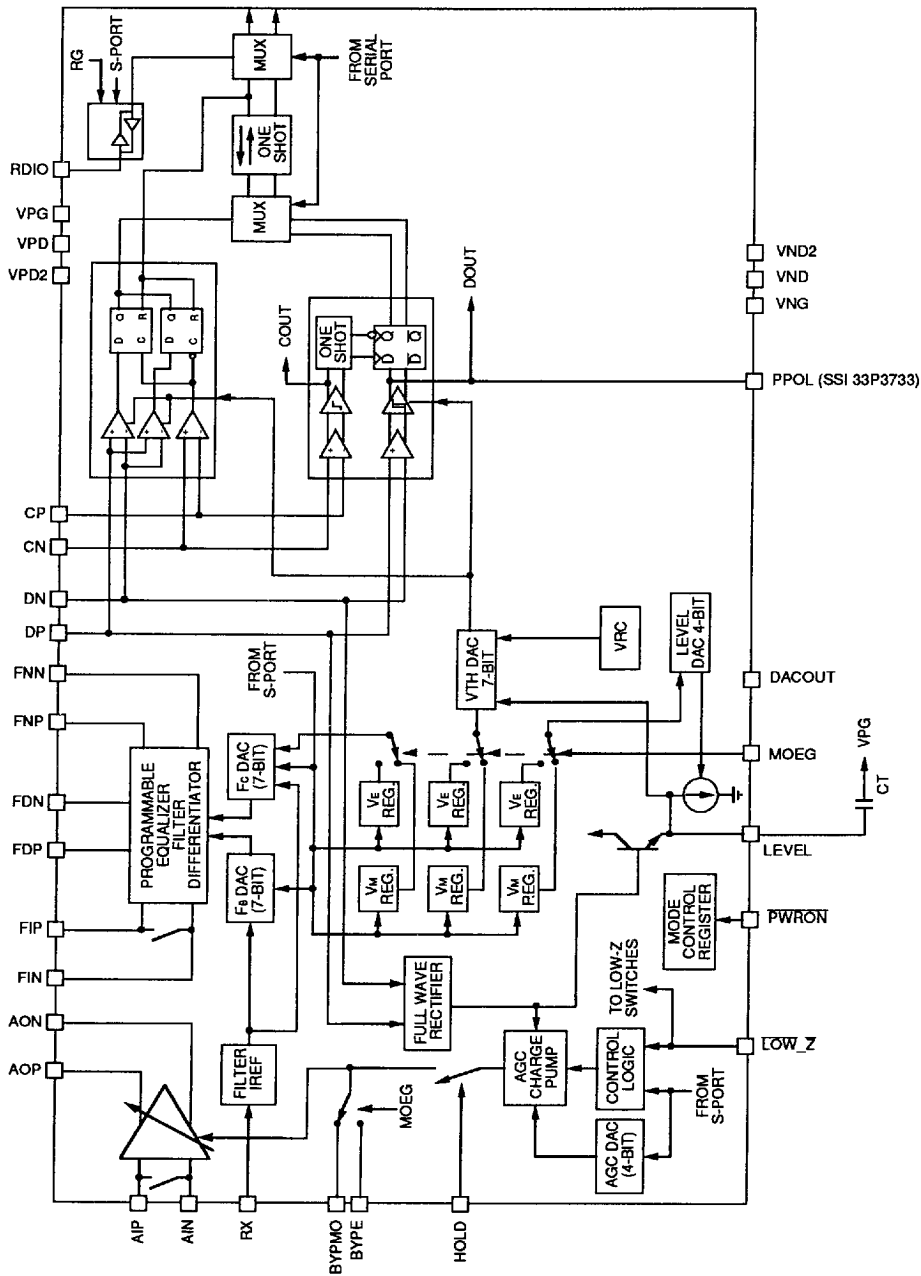 RG
S-PORT
RDIO
VPG
VPD
VPD2
MUX
FROM
SERIAL
PORT
ONE
SHOT
MUX
D Q
C R
D Q
C R
+ -
+ -
+ -
COUT
ONE
SHOT
D Q
D Q
DOUT
VND2
VND
VNG
PPOL (SSI 33P3733)
CP
CN
DN
DP
FNN
FNP
FDN
FDP
FIP
FIN
AON
AOP
PROGRAMMABLE
EQUALIZER
FILTER
DIFFERENTIATOR
FROM
S-PORT
FC DAC
(7-BIT)
FB DAC
(7-BIT)
FILTER
IREF
VTH DAC
7-BIT
VRC
LEVEL
DAC 4-BIT
DACOUT
MOEG
VPG
CT
LEVEL
VE
REG.
VE
REG.
VE
REG.
VM
REG.
VM
REG.
VM
REG.
MODE
CONTROL
REGISTER
PWRON
FULL WAVE
RECTIFIER
TO LOW-Z
SWITCHES
LOW_Z
AGC
CHARGE
PUMP
CONTROL
LOGIC
FROM
S-PORT
AGC DAC
(4-BIT)
MOEG
AIP
AIN
RX
BYPMO
BYPE
HOLD